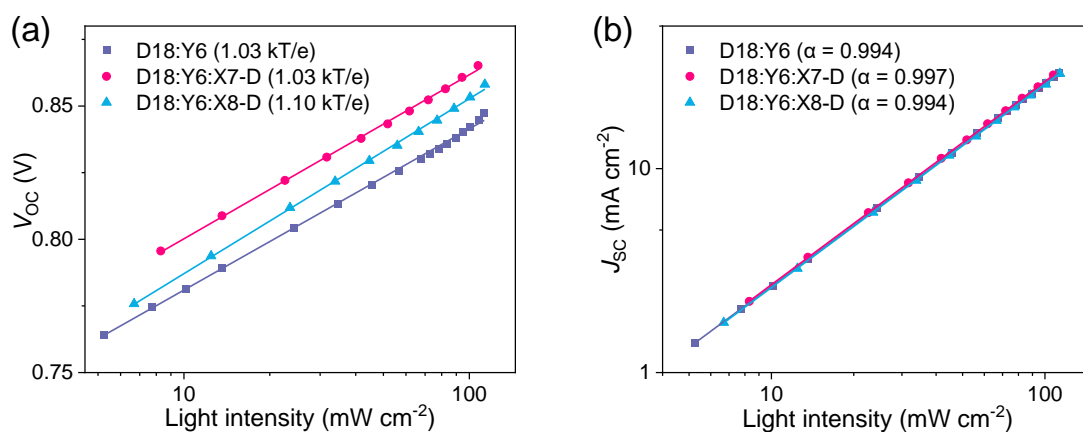 (a)
D18:Y6 (1.03 kT/e)
D18:Y6:X7-D (1.03 kT/e)
D18:Y6:X8-D (1.10 kT/e)
0.85
0.80
0.75
V_OC (V)
10
100
Light intensity (mW cm⁻²)
(b)
D18:Y6 (α = 0.994)
D18:Y6:X7-D (α = 0.997)
D18:Y6:X8-D (α = 0.994)
10
1
J_SC (mA cm⁻²)
10
100
Light intensity (mW cm⁻²)